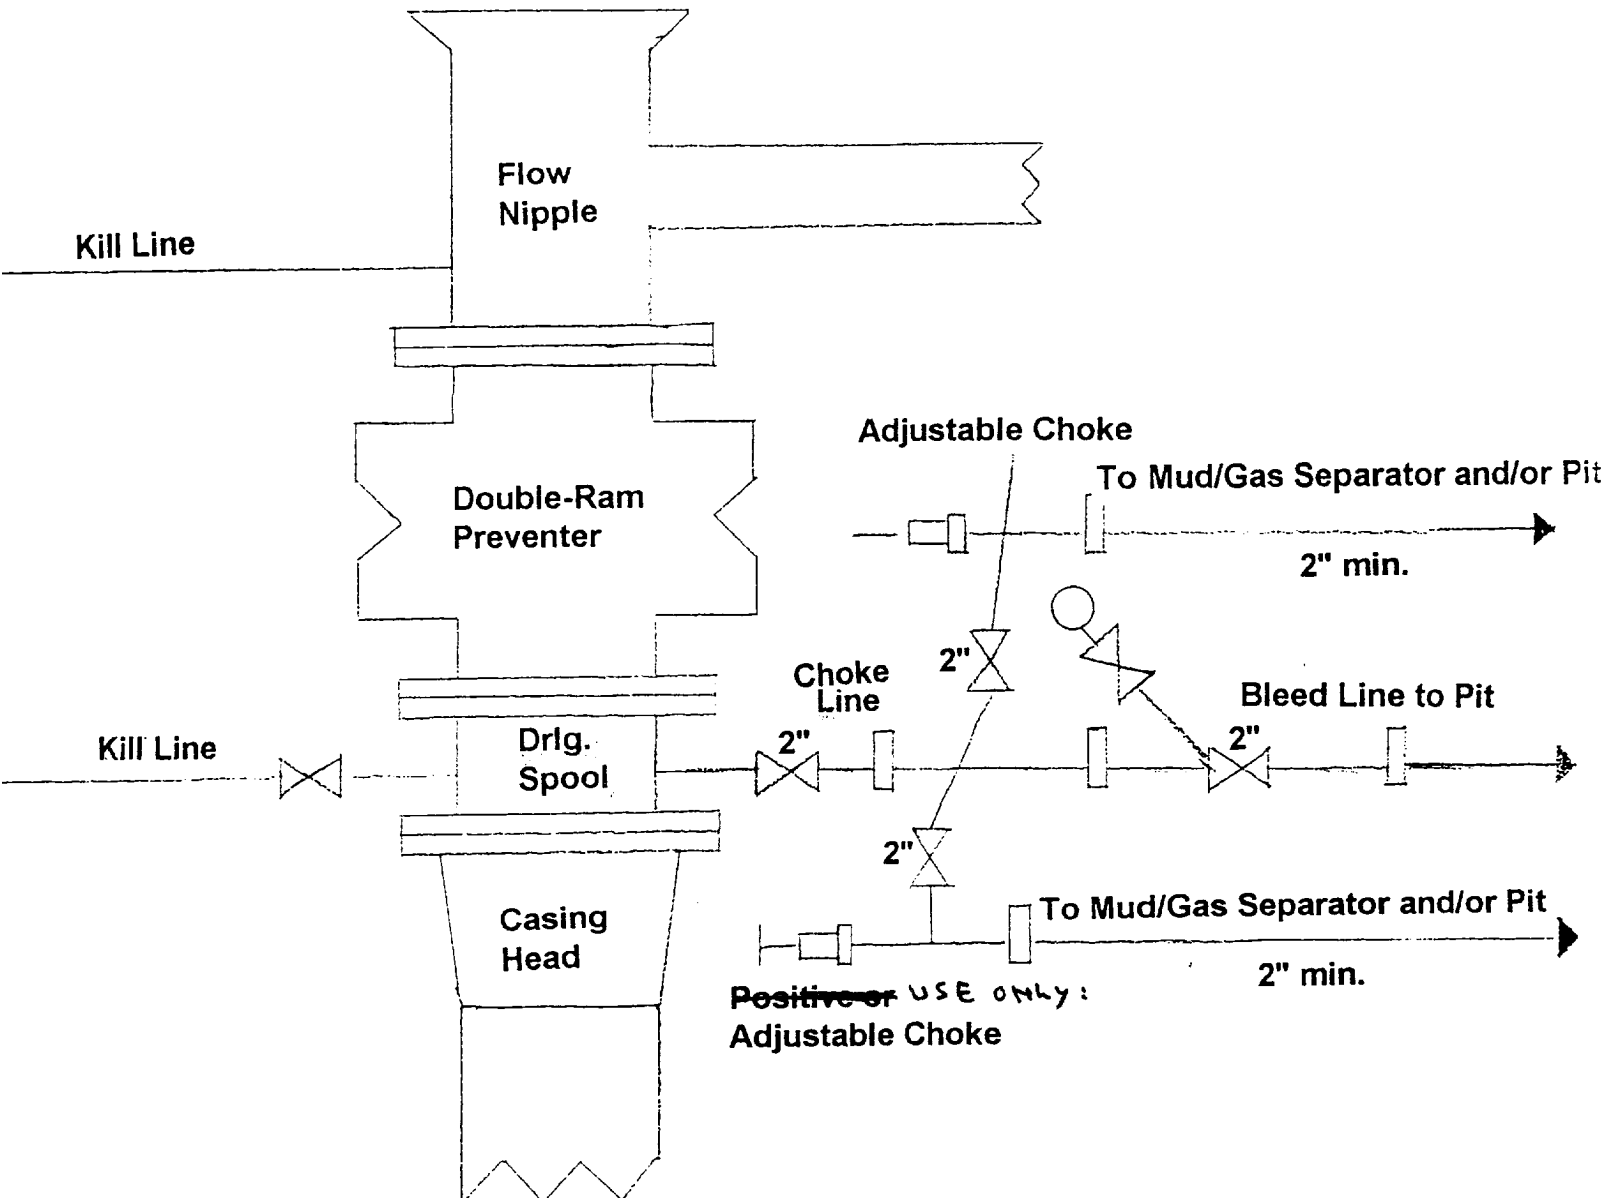 Flow
Nipple
Kill Line
Adjustable Choke
To Mud/Gas Separator and/or Pit
Double-Ram
Preventer
2" min.
2"
Choke
Line
Bleed Line to Pit
Kill Line
Drlg.
Spool
2"
2"
2"
Casing
Head
To Mud/Gas Separator and/or Pit
2" min.
Positive or USE ONLY:
Adjustable Choke